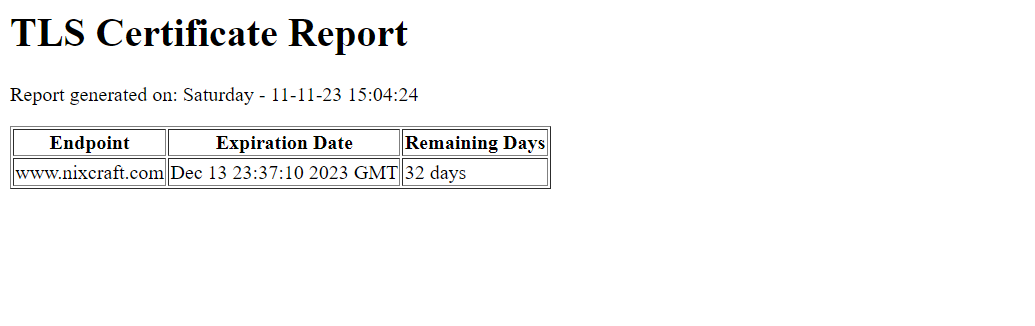 TLS Certificate Report
Report generated on: Saturday - 11-11-23 15:04:24
Endpoint Expiration Date Remaining Days
www.nixcraft.com Dec 13 23:37:10 2023 GMT 32 days